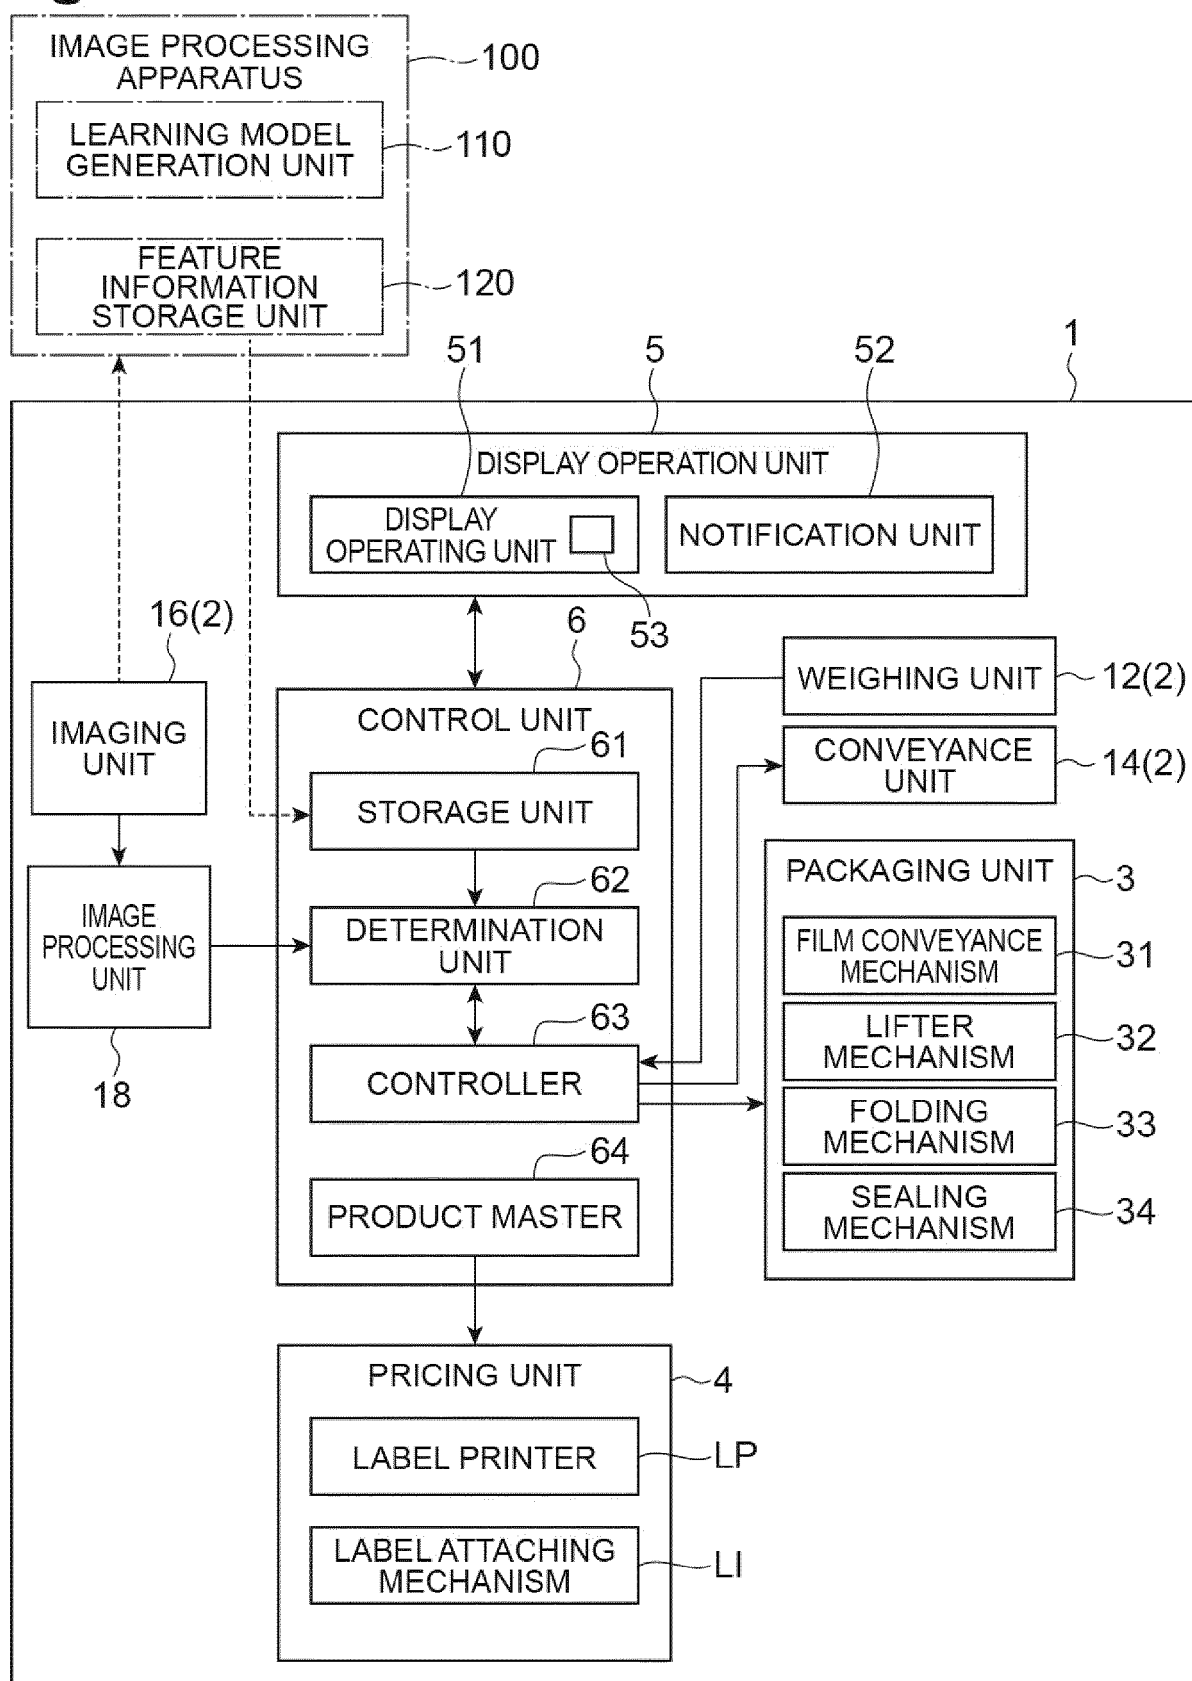 IMAGE PROCESSING
APPARATUS
100
LEARNING MODEL
GENERATION UNIT
110
FEATURE
INFORMATION
STORAGE UNIT
120
51
5
52
1
DISPLAY OPERATION UNIT
DISPLAY
OPERATING UNIT
NOTIFICATION UNIT
53
16(2)
6
IMAGING
UNIT
CONTROL UNIT
61
STORAGE UNIT
WEIGHING UNIT
12(2)
CONVEYANCE
UNIT
14(2)
IMAGE
PROCESSING
UNIT
18
62
DETERMINATION
UNIT
63
CONTROLLER
64
PRODUCT MASTER
PACKAGING UNIT
3
FILM CONVEYANCE
MECHANISM
31
LIFTER
MECHANISM
32
FOLDING
MECHANISM
33
SEALING
MECHANISM
34
PRICING UNIT
4
LABEL PRINTER
LP
LABEL ATTACHING
MECHANISM
LI